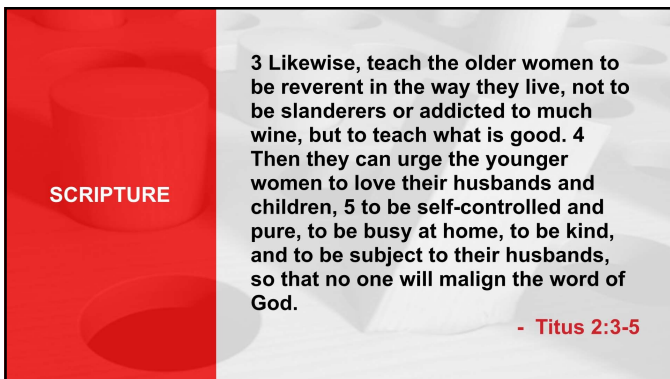 SCRIPTURE
3 Likewise, teach the older women to
be reverent in the way they live, not to
be slanderers or addicted to much
wine, but to teach what is good. 4
Then they can urge the younger
women to love their husbands and
children, 5 to be self-controlled and
pure, to be busy at home, to be kind,
and to be subject to their husbands,
so that no one will malign the word of
God.
- Titus 2:3-5